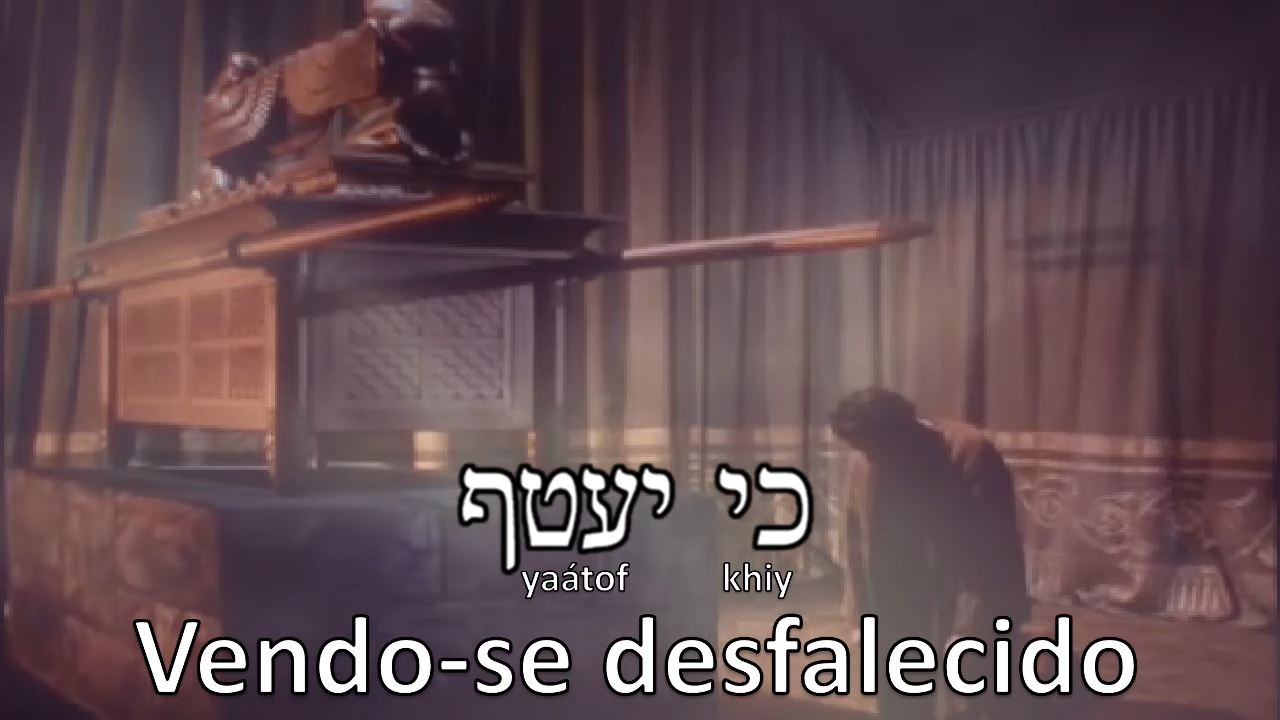 כי יעטף
yaátof khiy
Vendo-se desfalecido